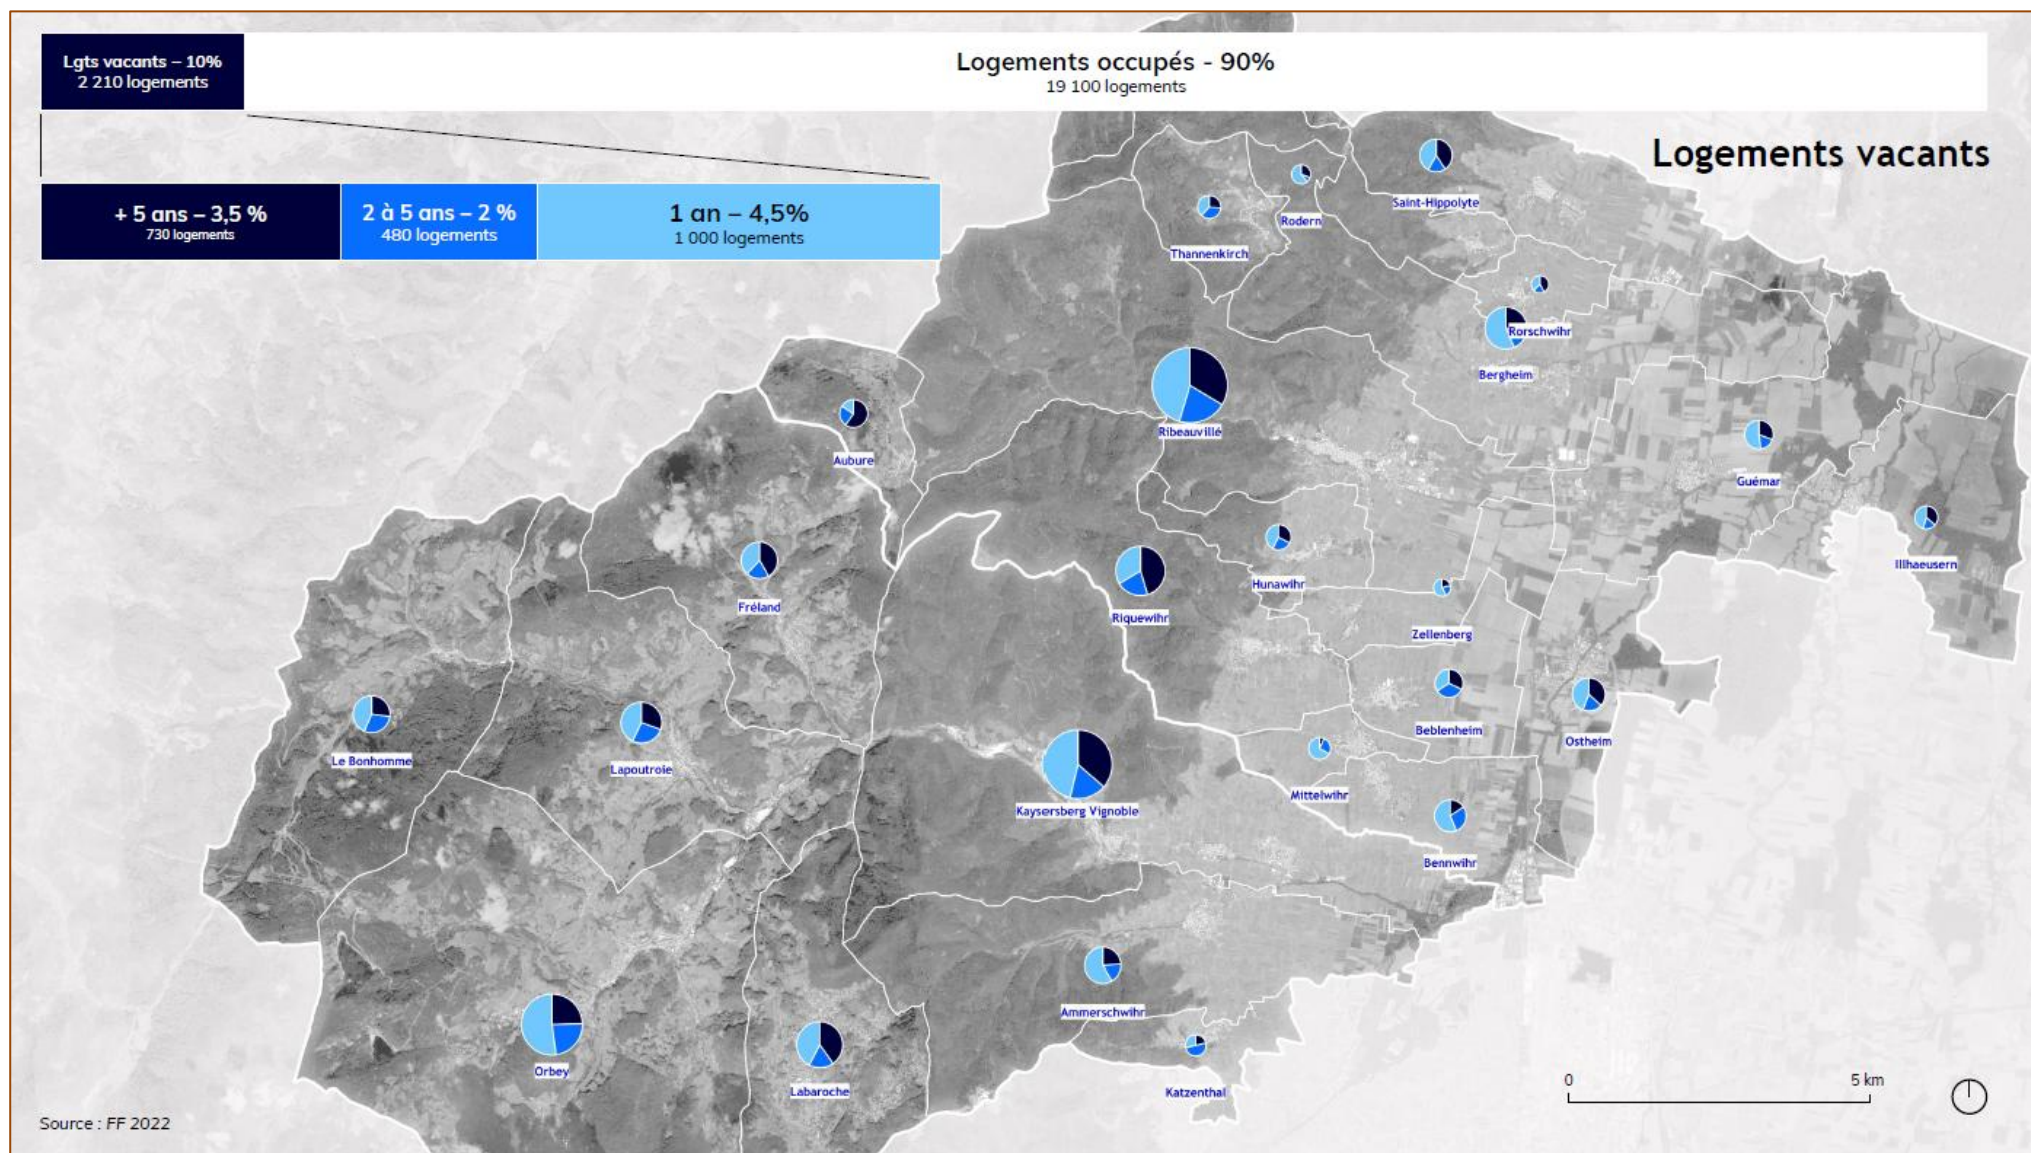 Lgts vacants – 10%
2 210 logements
Logements occupés - 90%
19 100 logements
Logements vacants
+ 5 ans – 3,5 %
730 logements
2 à 5 ans – 2 %
480 logements
1 an – 4,5%
1 000 logements
Saint-Hippolyte
Rodern
Thannenkirch
Rorschwihr
Bergheim
Ribeauvillé
Aubure
Guémar
Illhaeusern
Hunawihr
Fréland
Riquewihr
Zellenberg
Beblenheim
Ostheim
Le Bonhomme
Lapoutroie
Mittelwihr
Kaysersberg Vignoble
Bennwihr
Ammerschwihr
Orbey
Labaroche
Katzenthal
0 5 km
Source : FF 2022